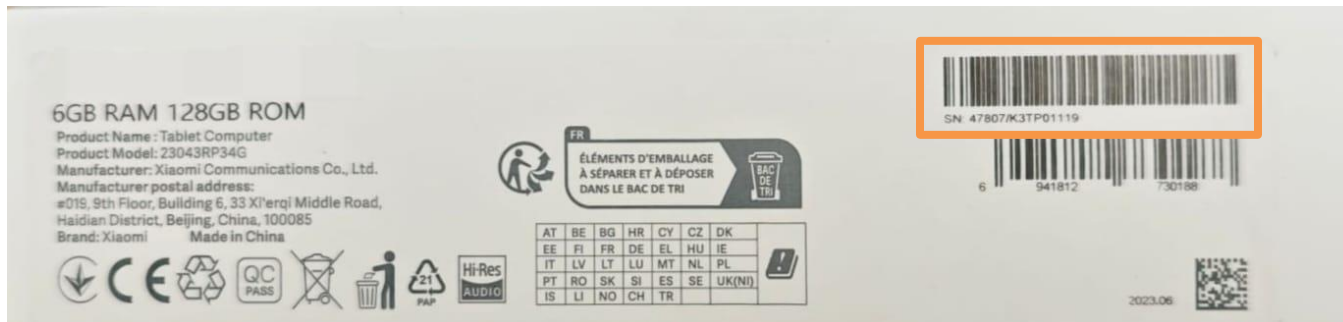 6GB RAM 128GB ROM
Product Name : Tablet Computer
Product Model: 23043RP34G
Manufacturer: Xiaomi Communications Co., Ltd.
Manufacturer postal address:
#019, 9th Floor, Building 6, 33 Xi'erqi Middle Road,
Haidian District, Beijing, China, 100085
Brand: Xiaomi Made in China
QC
PASS
21
PAP
Hi-Res
AUDIO
FR
ÉLÉMENTS D'EMBALLAGE
À SÉPARER ET À DÉPOSER
DANS LE BAC DE TRI
BAC
DE
TRI
AT BE BG HR CY CZ DK
EE FI FR DE EL HU IE
IT LV LT LU MT NL PL
PT RO SK SI ES SE UK(NI)
IS LI NO CH TR
SN: 47807/K3TP01119
6 941812 730188
2023.06